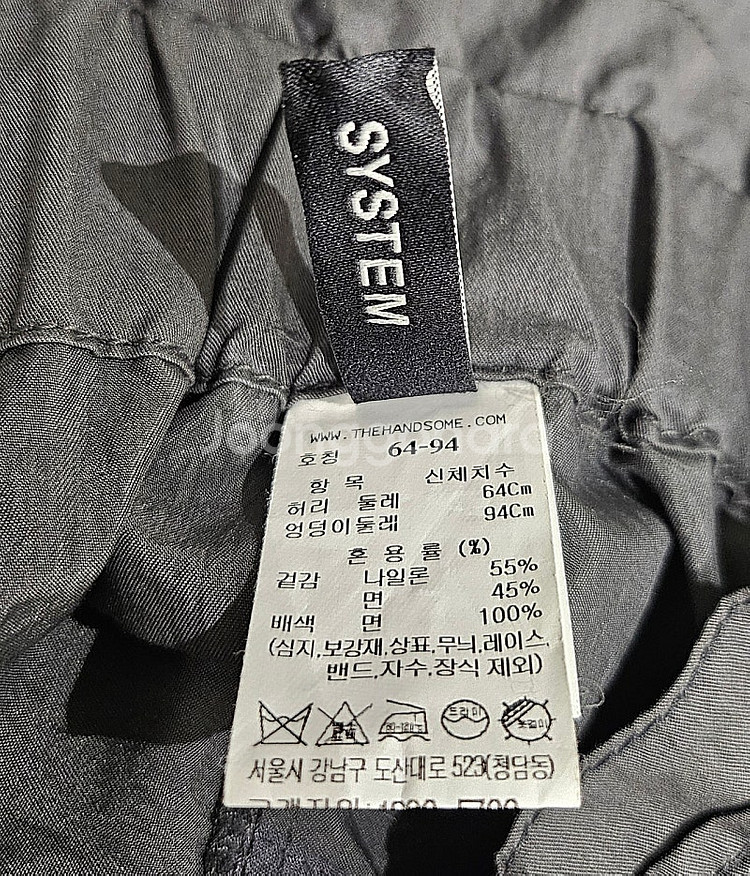 SYSTEM
WWW.THEHANDSOME.COM
호칭 64-94
항 목 신체치수
허리 둘레 64Cm
엉덩이둘레 94Cm
혼 용 률 (%)
겉감 나일론 55%
면 45%
배색 면 100%
(심지,보강재,상표,무늬,레이스,
밴드,자수,장식 제외)
드라이
서울시 강남구 도산대로 523(청담동)